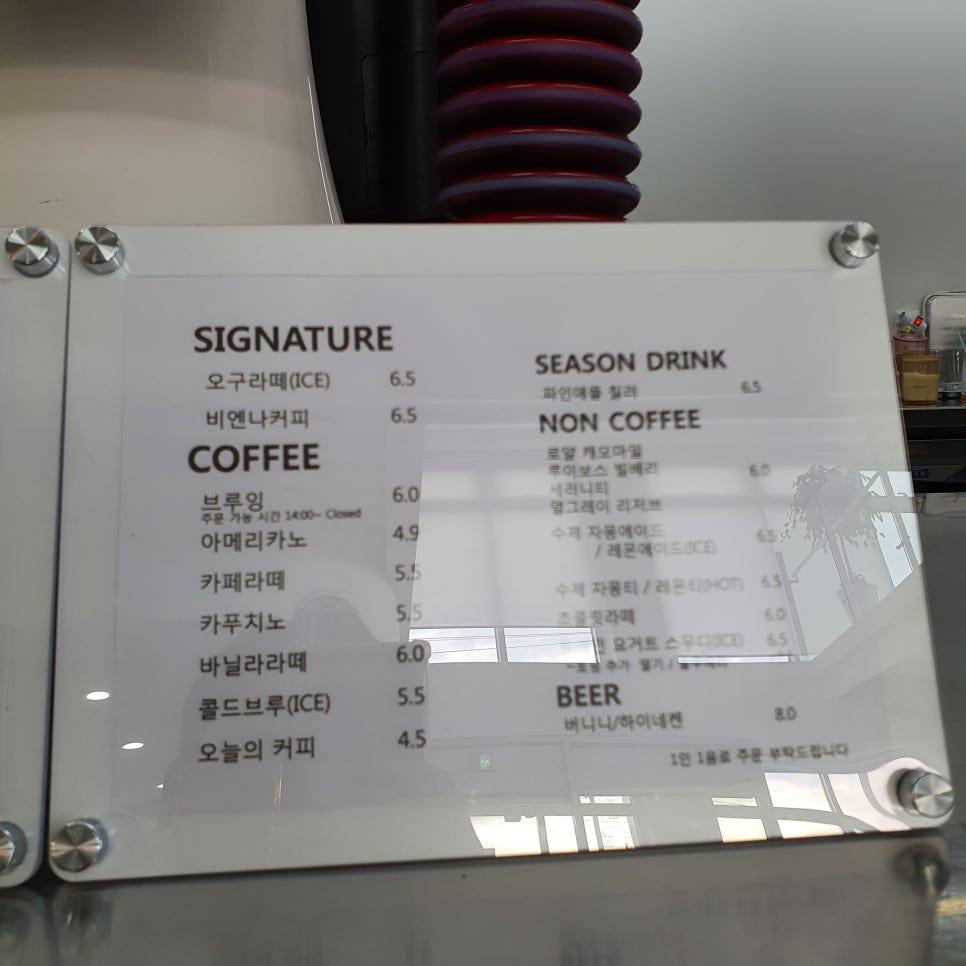 SIGNATURE
오구라떼(ICE) 6.5
비엔나커피 6.5
COFFEE
브루잉 6.0
주문 가능 시간 14:00~ Closed
아메리카노 4.9
카페라떼 5.5
카푸치노 5.5
바닐라라떼 6.0
콜드브루(ICE) 5.5
오늘의 커피 4.5
SEASON DRINK
파인애플 칠러 6.5
NON COFFEE
로얄 캐모마일
루이보스 빌베리 6.0
세러니티
얼그레이 리저브
수제 자몽에이드 6.5
/ 레몬에이드(ICE)
수제 자몽티 / 레몬티(HOT) 6.5
초콜릿라떼 6.0
요거트 스무디(ICE) 6.5
추가 딸기 /
BEER
버니니/하이네켄 8.0
1인 1음료 주문 부탁드립니다